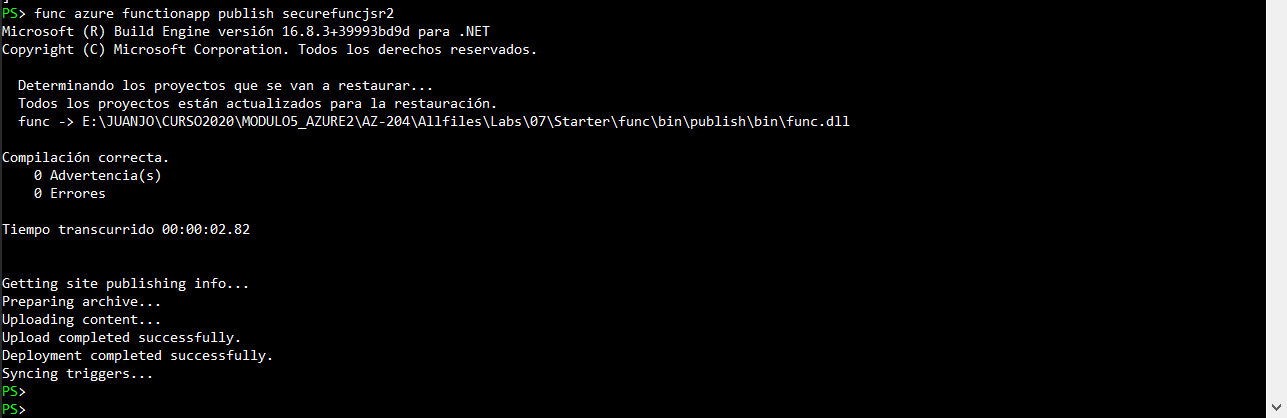 PS> func azure functionapp publish securefuncjsr2
Microsoft (R) Build Engine versión 16.8.3+39993bd9d para .NET
Copyright (C) Microsoft Corporation. Todos los derechos reservados.
Determinando los proyectos que se van a restaurar...
Todos los proyectos están actualizados para la restauración.
func -> E:\JUANJO\CURSO2020\MODULO5_AZURE2\AZ-204\Allfiles\Labs\07\Starter\func\bin\publish\bin\func.dll
Compilación correcta.
0 Advertencia(s)
0 Errores
Tiempo transcurrido 00:00:02.82
Getting site publishing info...
Preparing archive...
Uploading content...
Upload completed successfully.
Deployment completed successfully.
Syncing triggers...
PS>
PS>